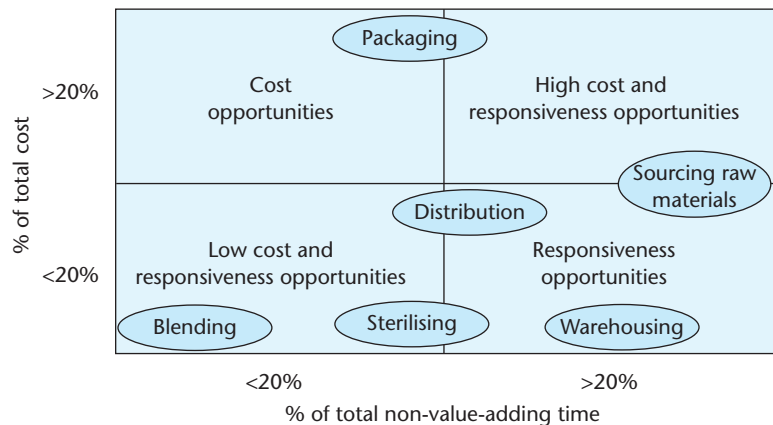 Packaging
Cost
opportunities
High cost and
responsiveness opportunities
>20%
Sourcing raw
materials
Distribution
% of total cost
Low cost and
responsiveness opportunities
Responsiveness
opportunities
<20%
Blending
Sterilising
Warehousing
<20%
>20%
% of total non-value-adding time